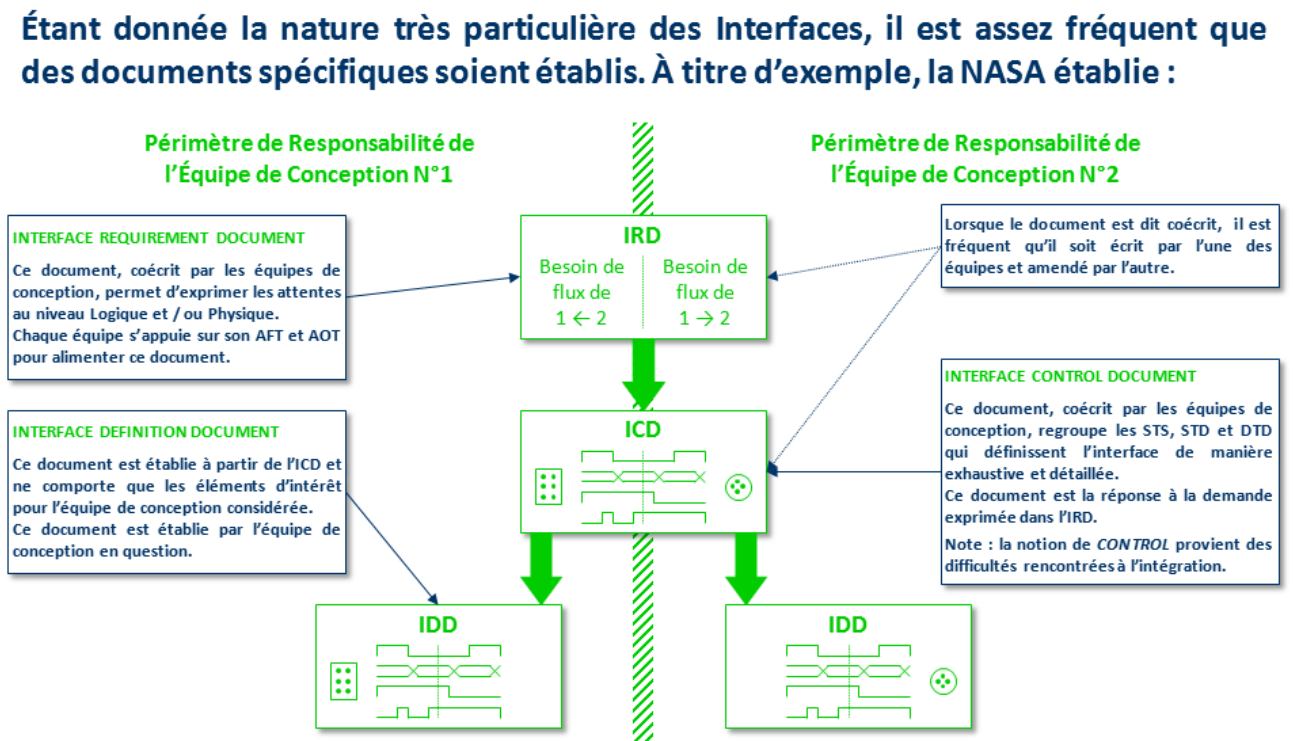 Étant donnée la nature très particulière des Interfaces, il est assez fréquent que
des documents spécifiques soient établis. À titre d’exemple, la NASA établie :
Périmètre de Responsabilité de
l’Équipe de Conception N°1
Périmètre de Responsabilité de
l’Équipe de Conception N°2
INTERFACE REQUIREMENT DOCUMENT
Ce document, coécrit par les équipes de
conception, permet d’exprimer les attentes
au niveau Logique et / ou Physique.
Chaque équipe s’appuie sur son AFT et AOT
pour alimenter ce document.
IRD
Besoin de
flux de
1 ← 2
Besoin de
flux de
1 → 2
Lorsque le document est dit coécrit, il est
fréquent qu’il soit écrit par l’une des
équipes et amendé par l’autre.
INTERFACE DEFINITION DOCUMENT
Ce document est établie à partir de l’ICD et
ne comporte que les éléments d’intérêt
pour l’équipe de conception considérée.
Ce document est établie par l’équipe de
conception en question.
ICD
INTERFACE CONTROL DOCUMENT
Ce document, coécrit par les équipes de
conception, regroupe les STS, STD et DTD
qui définissent l’interface de manière
exhaustive et détaillée.
Ce document est la réponse à la demande
exprimée dans l’IRD.
Note : la notion de CONTROL provient des
difficultés rencontrées à l’intégration.
IDD
IDD